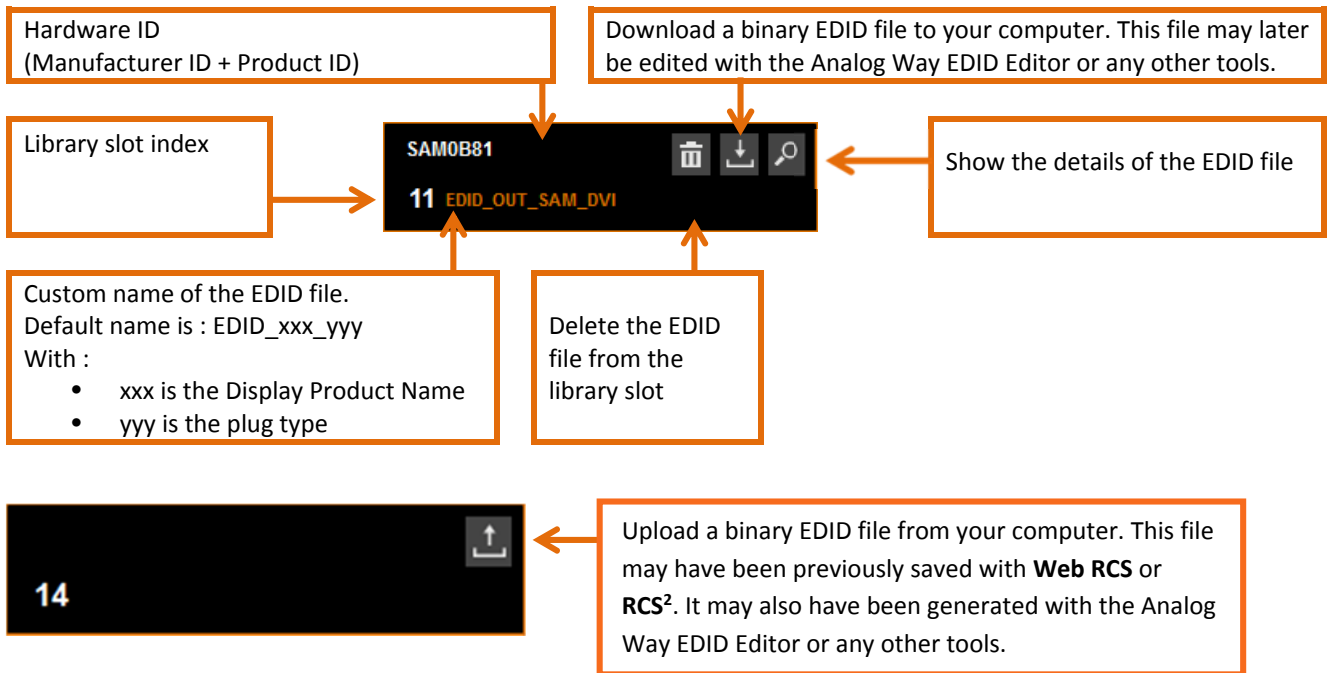 Hardware ID
(Manufacturer ID + Product ID)
Download a binary EDID file to your computer. This file may later
be edited with the Analog Way EDID Editor or any other tools.
Library slot index
SAM0B81
11 EDID_OUT_SAM_DVI
Show the details of the EDID file
Custom name of the EDID file.
Default name is : EDID_xxx_yyy
With :
• xxx is the Display Product Name
• yyy is the plug type
Delete the EDID
file from the
library slot
14
Upload a binary EDID file from your computer. This file
may have been previously saved with Web RCS or
RCS². It may also have been generated with the Analog
Way EDID Editor or any other tools.